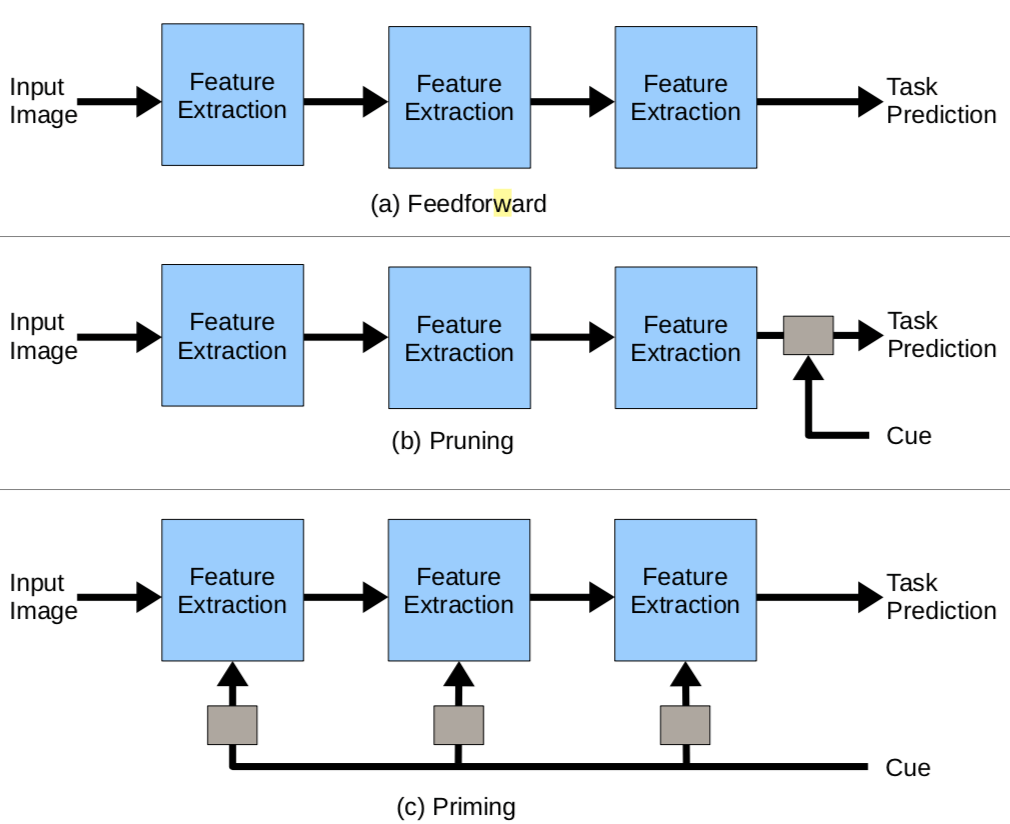 Input
Image
Feature
Extraction
Feature
Extraction
Feature
Extraction
Task
Prediction
(a) Feedforward
Input
Image
Feature
Extraction
Feature
Extraction
Feature
Extraction
Task
Prediction
Cue
(b) Pruning
Input
Image
Feature
Extraction
Feature
Extraction
Feature
Extraction
Task
Prediction
Cue
(c) Priming